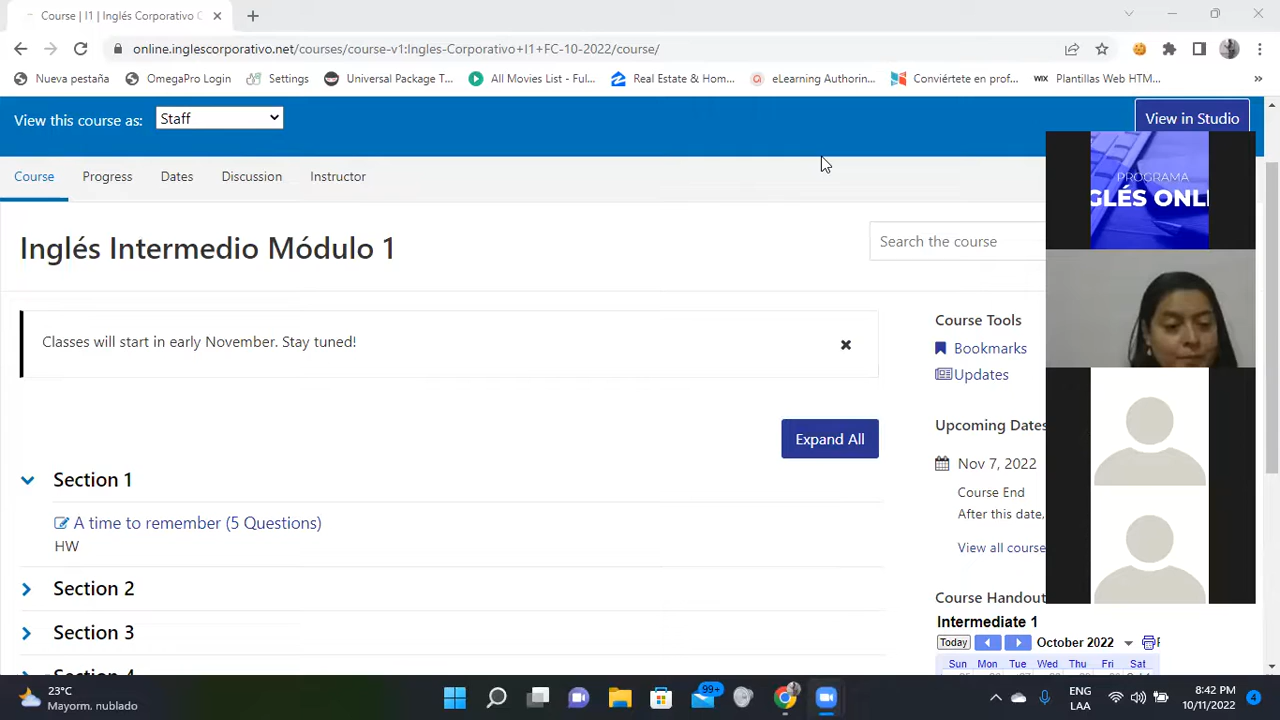 Course | I1 | Inglés Corporativo C
online.inglescorporativo.net/courses/course-v1:Ingles-Corporativo+I1+FC-10-2022/course/
Nueva pestaña OmegaPro Login Settings Universal Package T... All Movies List - Ful... Real Estate & Hom... eLearning Authorin... Conviértete en prof... WIX Plantillas Web HTM...
View this course as: Staff View in Studio
Course Progress Dates Discussion Instructor
PROGRAMA
GLÉS ONLI
Inglés Intermedio Módulo 1
Search the course
Classes will start in early November. Stay tuned!
Expand All
Section 1
A time to remember (5 Questions)
HW
Section 2
Section 3
Course Tools
Bookmarks
Updates
Upcoming Dates
Nov 7, 2022
Course End
After this date,
View all course
Course Handout
Intermediate 1
Today October 2022
Sun Mon Tue Wed Thu Fri Sat
23°C
Mayorm. nublado
99+
ENG
LAA
8:42 PM
10/11/2022
4